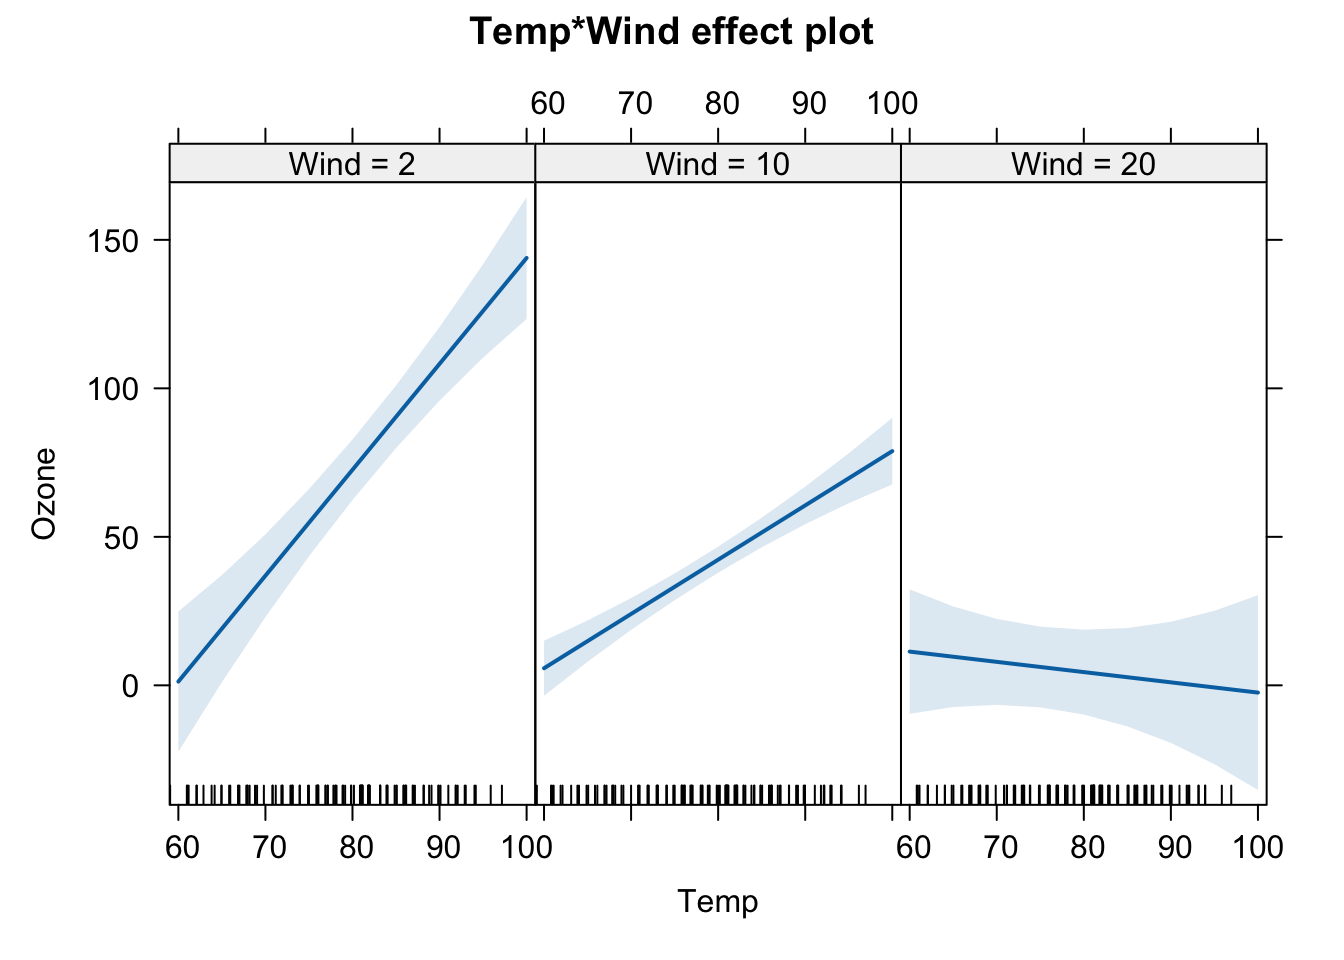 Temp*Wind effect plot
60 70 80 90 100
Wind = 2 Wind = 10 Wind = 20
150
100
50
0
Ozone
60 70 80 90 100 60 70 80 90 100
Temp